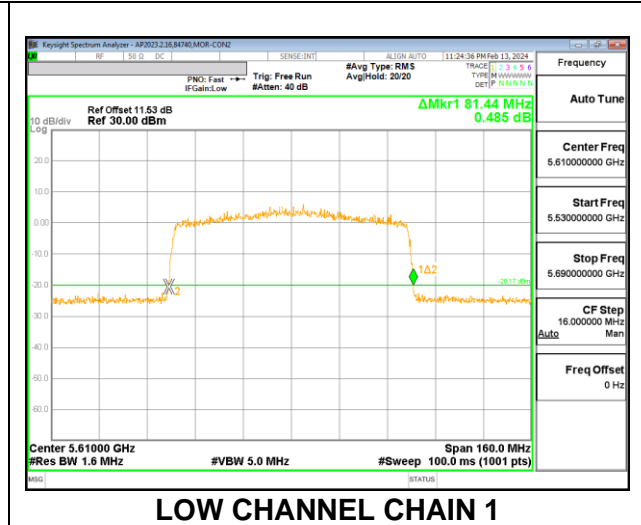 Keysight Spectrum Analyzer - AP2023.2.16,84740,MOR-CON2
RF 50 Ω DC SENSE:INT ALIGN AUTO 11:24:36 PM Feb 13, 2024
#Avg Type: RMS
Avg|Hold: 20/20
TRACE 1 2 3 4 5 6
TYPE M WWWWW
DET P N N N N N
PNO: Fast
IFGain:Low
Trig: Free Run
#Atten: 40 dB
ΔMkr1 81.44 MHz
0.485 dB
Ref Offset 11.53 dB
Ref 30.00 dBm
10 dB/div
Log
20.0
10.0
0.00
-10.0
-20.0
-30.0
-40.0
-50.0
-60.0
1Δ2
2
-20.17 dBm
Center 5.61000 GHz
Span 160.0 MHz
#Res BW 1.6 MHz
#VBW 5.0 MHz
#Sweep 100.0 ms (1001 pts)
MSG
STATUS
Frequency
Auto Tune
Center Freq
5.610000000 GHz
Start Freq
5.530000000 GHz
Stop Freq
5.690000000 GHz
CF Step
16.000000 MHz
Auto Man
Freq Offset
0 Hz
LOW CHANNEL CHAIN 1